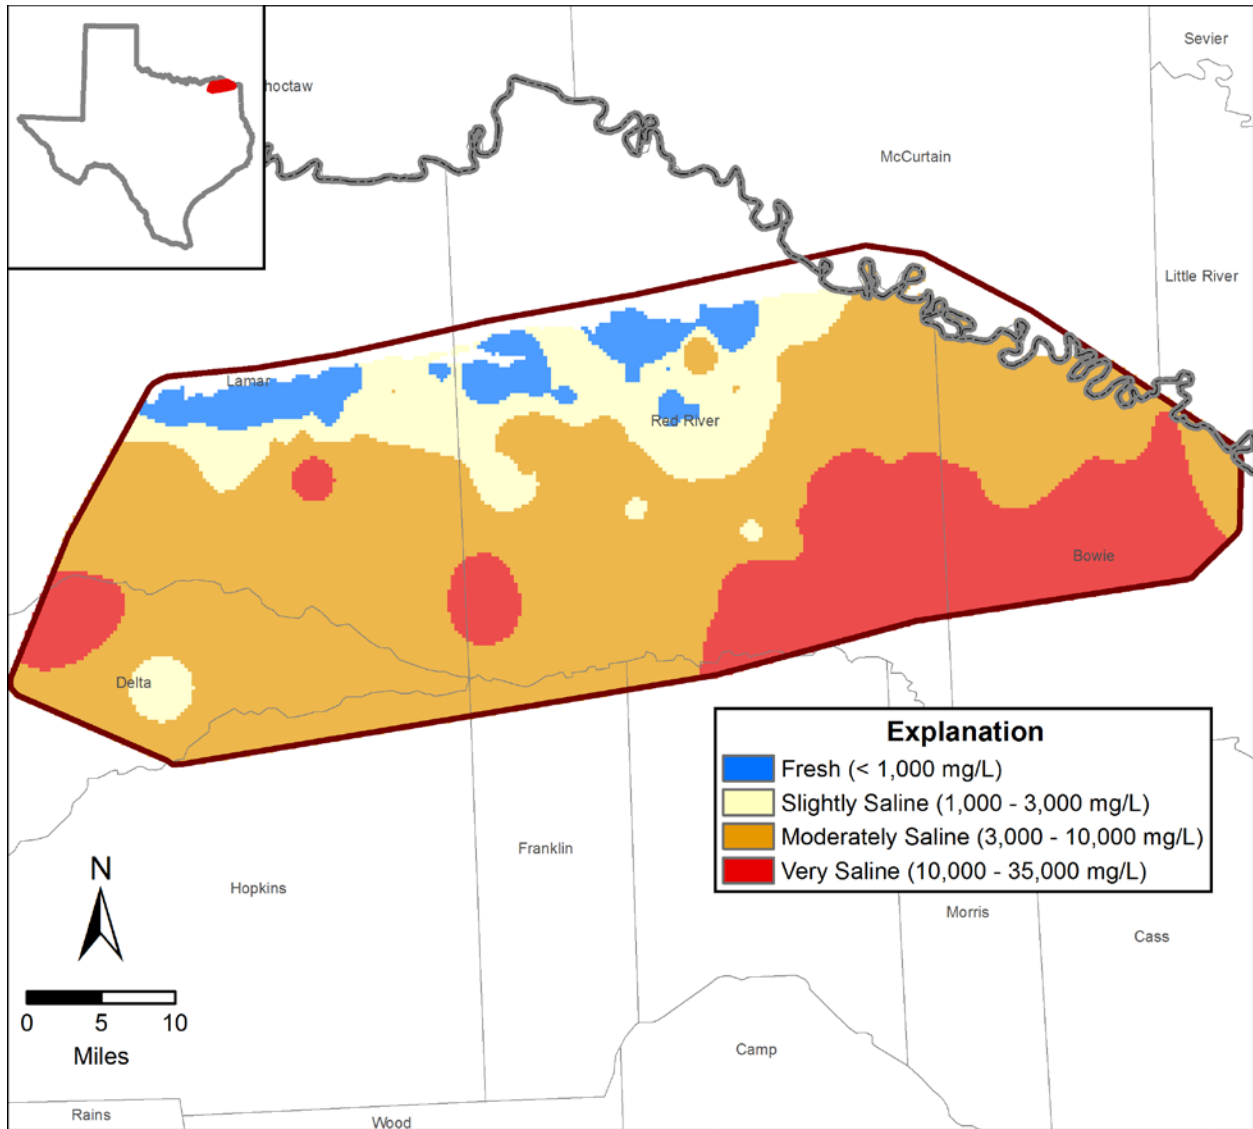 Sevier
hoctaw
McCurtain
Little River
Lamar
Red River
Bowie
Delta
Explanation
Fresh (< 1,000 mg/L)
Slightly Saline (1,000 - 3,000 mg/L)
Moderately Saline (3,000 - 10,000 mg/L)
Very Saline (10,000 - 35,000 mg/L)
Franklin
N
Hopkins
Morris
Cass
0 5 10
Miles
Camp
Rains
Wood